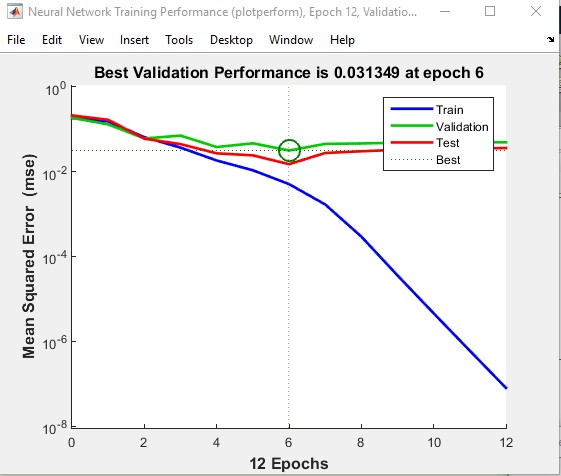 Neural Network Training Performance (plotperform), Epoch 12, Validatio...
File Edit View Insert Tools Desktop Window Help
Best Validation Performance is 0.031349 at epoch 6
Train
Validation
Test
Best
Mean Squared Error (mse)
10^0
10^-2
10^-4
10^-6
10^-8
0 2 4 6 8 10 12
12 Epochs